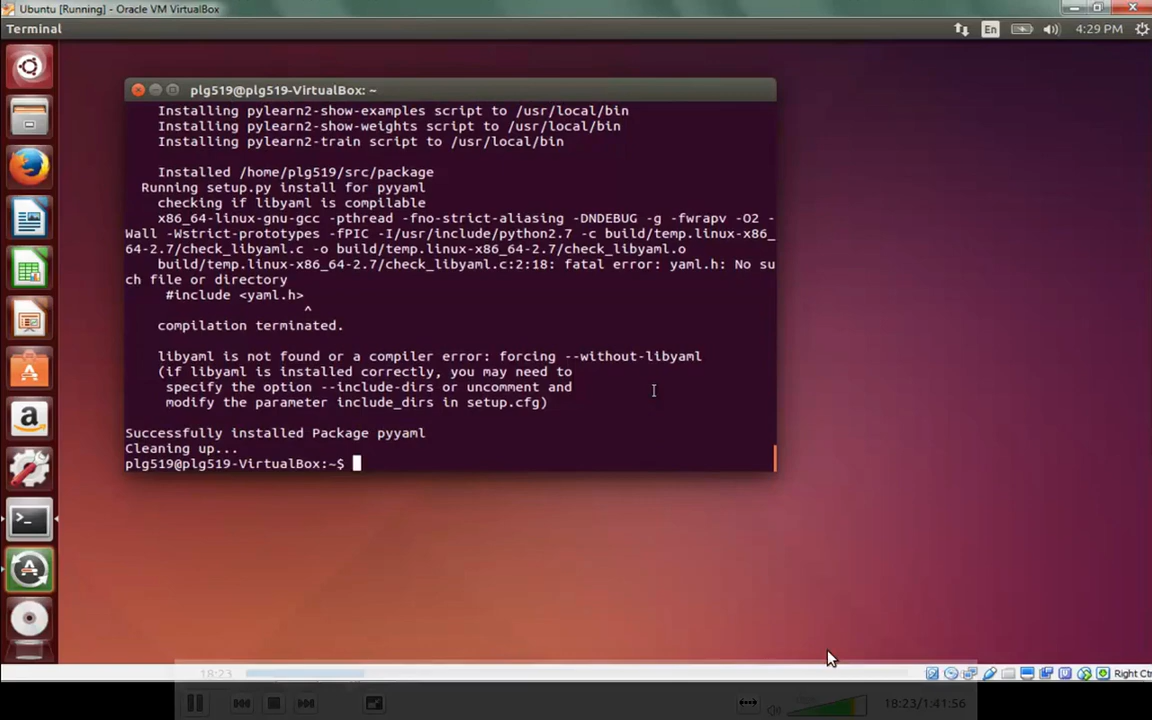 Ubuntu [Running] - Oracle VM VirtualBox
Terminal
En
4:29 PM
plg519@plg519-VirtualBox: ~
Installing pylearn2-show-examples script to /usr/local/bin
Installing pylearn2-show-weights script to /usr/local/bin
Installing pylearn2-train script to /usr/local/bin
Installed /home/plg519/src/package
Running setup.py install for pyyaml
checking if libyaml is compilable
x86_64-linux-gnu-gcc -pthread -fno-strict-aliasing -DNDEBUG -g -fwrapv -O2 -
Wall -Wstrict-prototypes -fPIC -I/usr/include/python2.7 -c build/temp.linux-x86_
64-2.7/check_libyaml.c -o build/temp.linux-x86_64-2.7/check_libyaml.o
build/temp.linux-x86_64-2.7/check_libyaml.c:2:18: fatal error: yaml.h: No su
ch file or directory
#include <yaml.h>
^
compilation terminated.
libyaml is not found or a compiler error: forcing --without-libyaml
(if libyaml is installed correctly, you may need to
specify the option --include-dirs or uncomment and
modify the parameter include_dirs in setup.cfg)
Successfully installed Package pyyaml
Cleaning up...
plg519@plg519-VirtualBox:~$
Right Ctr
18:23
18:23/1:41:56